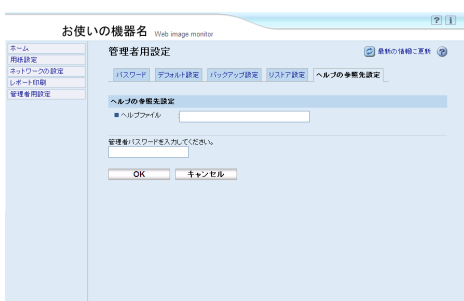 お使いの機器名 Web image monitor
ホーム
用紙設定
ネットワークの設定
レポート印刷
管理者用設定
管理者用設定
最新の情報に更新
パスワード デフォルト設定 バックアップ設定 リストア設定 ヘルプの参照先設定
ヘルプの参照先設定
■ ヘルプファイル :
管理者パスワードを入力してください。
OK キャンセル